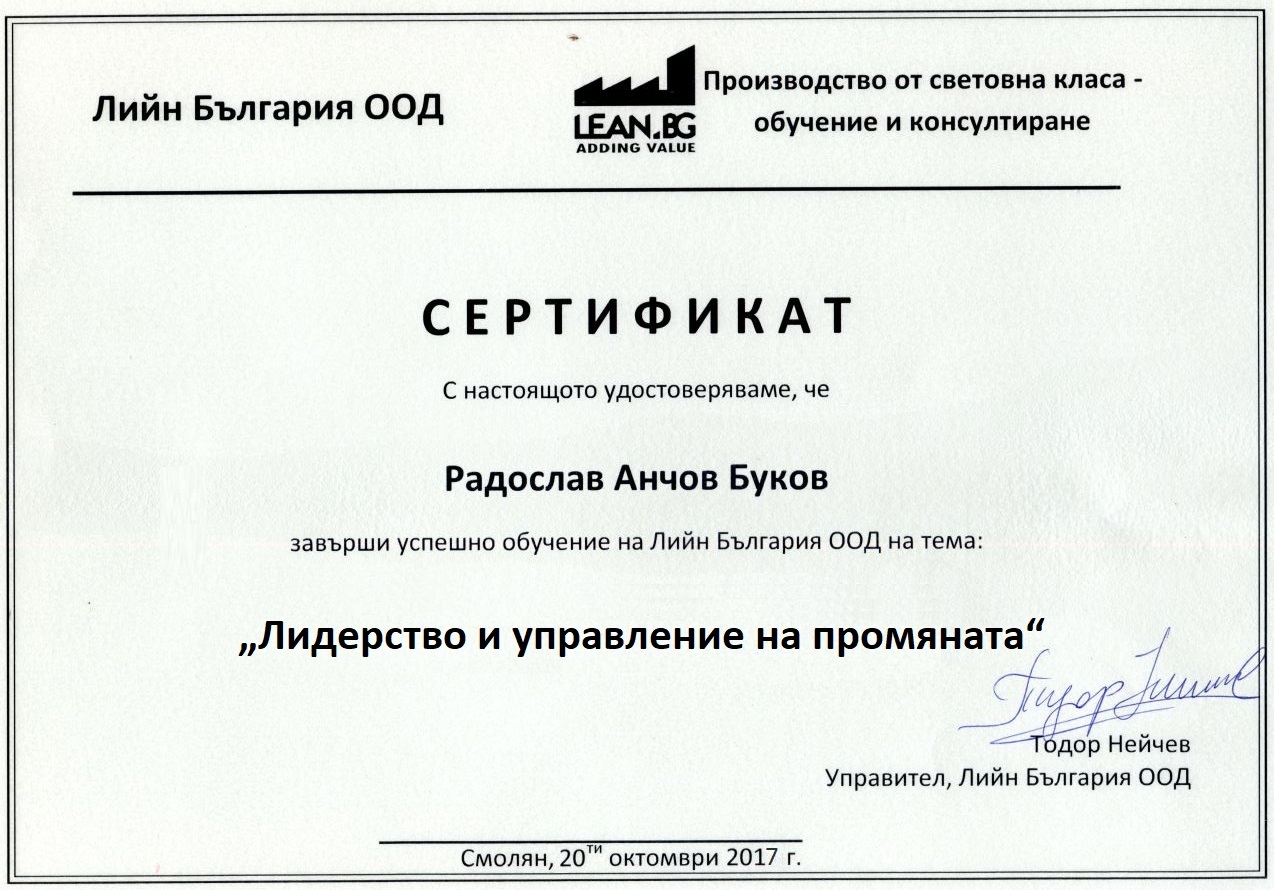 Лийн България ООД
LEAN.BG
ADDING VALUE
Производство от световна класа -
обучение и консултиране
СЕРТИФИКАТ
С настоящото удостоверяваме, че
Радослав Анчов Буков
завърши успешно обучение на Лийн България ООД на тема:
„Лидерство и управление на промяната“
Тодор Нейчев
Управител, Лийн България ООД
Смолян, 20ти октомври 2017 г.